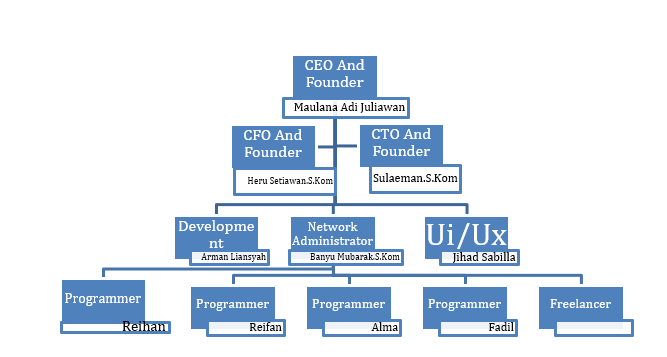 CEO And
Founder
Maulana Adi Juliawan
CFO And
Founder
Heru Setiawan.S.Kom
CTO And
Founder
Sulaeman.S.Kom
Developme
nt
Arman Liansyah
Network
Administrator
Banyu Mubarak.S.Kom
Ui/Ux
Jihad Sabilla
Programmer
Reihan
Programmer
Reifan
Programmer
Alma
Programmer
Fadil
Freelancer